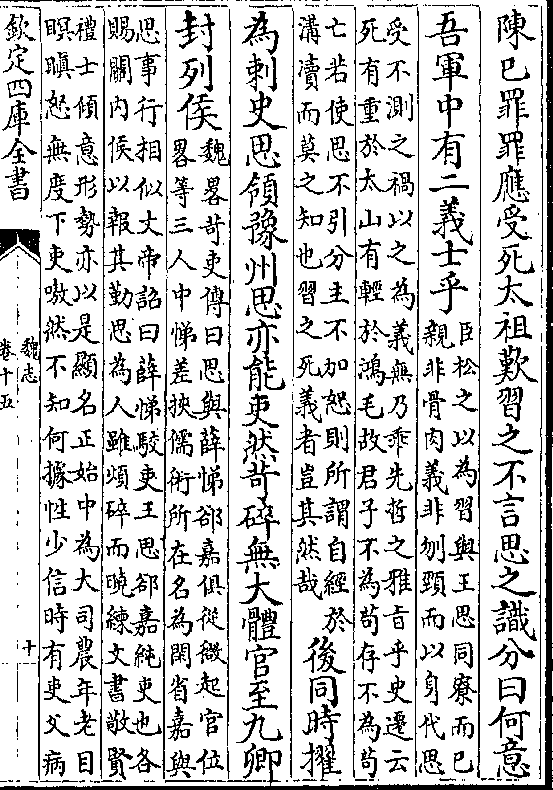 陳已罪罪應受死太祖歎習之不言思之識分曰何意
吾軍中有二義士乎
臣松之以為習與王思同寮而已
親非骨肉義非刎頸而以身代思
受不測之禍以之為義無乃乖先哲之雅旨乎史遷云
死有重於太山有輕於鴻毛故君子不為苟存不為苟
亡若使思不引分主不加恕則所謂自經於
溝瀆而莫之知也習之死義者豈其然哉
後同時擢
為刺史思領豫州思亦能吏然苛碎無大體官至九卿
封列侯
魏畧苛吏傳曰思與薛悌郤嘉俱從微起官位
畧等三人中悌差挾儒術所在名為閑省嘉與
思事行相似文帝詔曰薛悌駁吏王思郤嘉純吏也各
賜關內侯以報其勤思為人雖煩碎而曉練文書敬賢
禮士傾意形勢亦以是顯名正始中為大司農年老目
瞑瞋怒無度下吏嗷然不知何據性少信時有吏父病
欽定四庫全書
魏志
卷十五
十